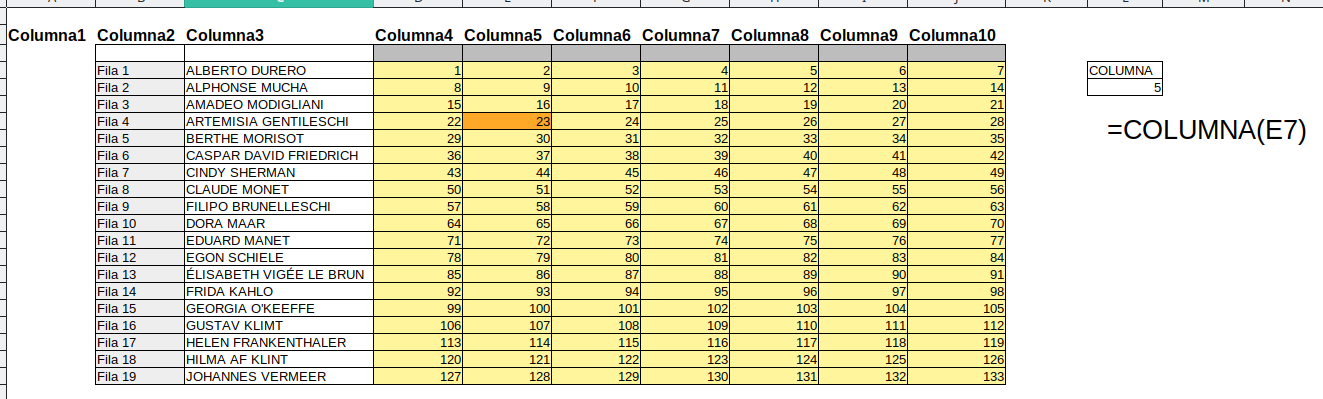 Columna1 Columna2 Columna3 Columna4 Columna5 Columna6 Columna7 Columna8 Columna9 Columna10
Fila 1 ALBERTO DURERO 1 2 3 4 5 6 7 COLUMNA
Fila 2 ALPHONSE MUCHA 8 9 10 11 12 13 14 5
Fila 3 AMADEO MODIGLIANI 15 16 17 18 19 20 21
Fila 4 ARTEMISIA GENTILESCHI 22 23 24 25 26 27 28 =COLUMNA(E7)
Fila 5 BERTHE MORISOT 29 30 31 32 33 34 35
Fila 6 CASPAR DAVID FRIEDRICH 36 37 38 39 40 41 42
Fila 7 CINDY SHERMAN 43 44 45 46 47 48 49
Fila 8 CLAUDE MONET 50 51 52 53 54 55 56
Fila 9 FILIPO BRUNELLESCHI 57 58 59 60 61 62 63
Fila 10 DORA MAAR 64 65 66 67 68 69 70
Fila 11 EDUARD MANET 71 72 73 74 75 76 77
Fila 12 EGON SCHIELE 78 79 80 81 82 83 84
Fila 13 ÉLISABETH VIGÉE LE BRUN 85 86 87 88 89 90 91
Fila 14 FRIDA KAHLO 92 93 94 95 96 97 98
Fila 15 GEORGIA O'KEEFFE 99 100 101 102 103 104 105
Fila 16 GUSTAV KLIMT 106 107 108 109 110 111 112
Fila 17 HELEN FRANKENTHALER 113 114 115 116 117 118 119
Fila 18 HILMA AF KLINT 120 121 122 123 124 125 126
Fila 19 JOHANNES VERMEER 127 128 129 130 131 132 133